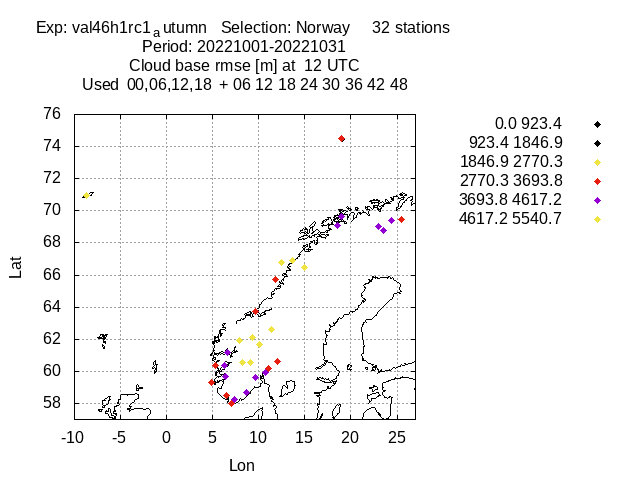 Exp: val46h1rc1autumn   Selection: Norway     32 stations
Period: 20221001-20221031
Cloud base rmse [m] at  12 UTC
Used  00,06,12,18  + 06 12 18 24 30 36 42 48
0.0 923.4
923.4 1846.9
1846.9 2770.3
2770.3 3693.8
3693.8 4617.2
4617.2 5540.7
76
74
72
70
68
66
64
62
60
58
Lat
-10 -5 0 5 10 15 20 25
Lon